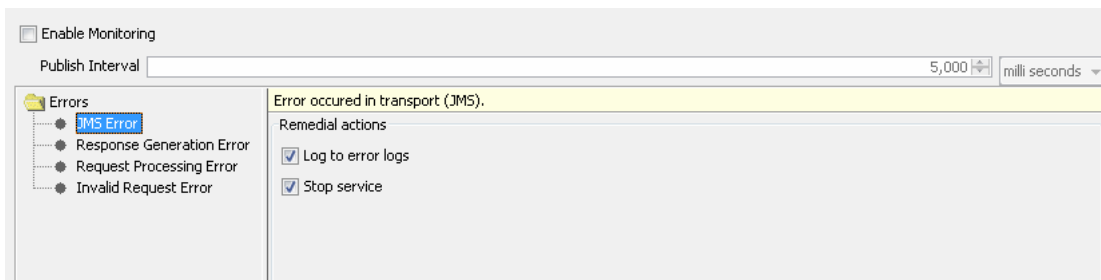 Enable Monitoring
Publish Interval 5,000 milli seconds
Errors
JMS Error
Response Generation Error
Request Processing Error
Invalid Request Error
Error occured in transport (JMS).
Remedial actions
Log to error logs
Stop service